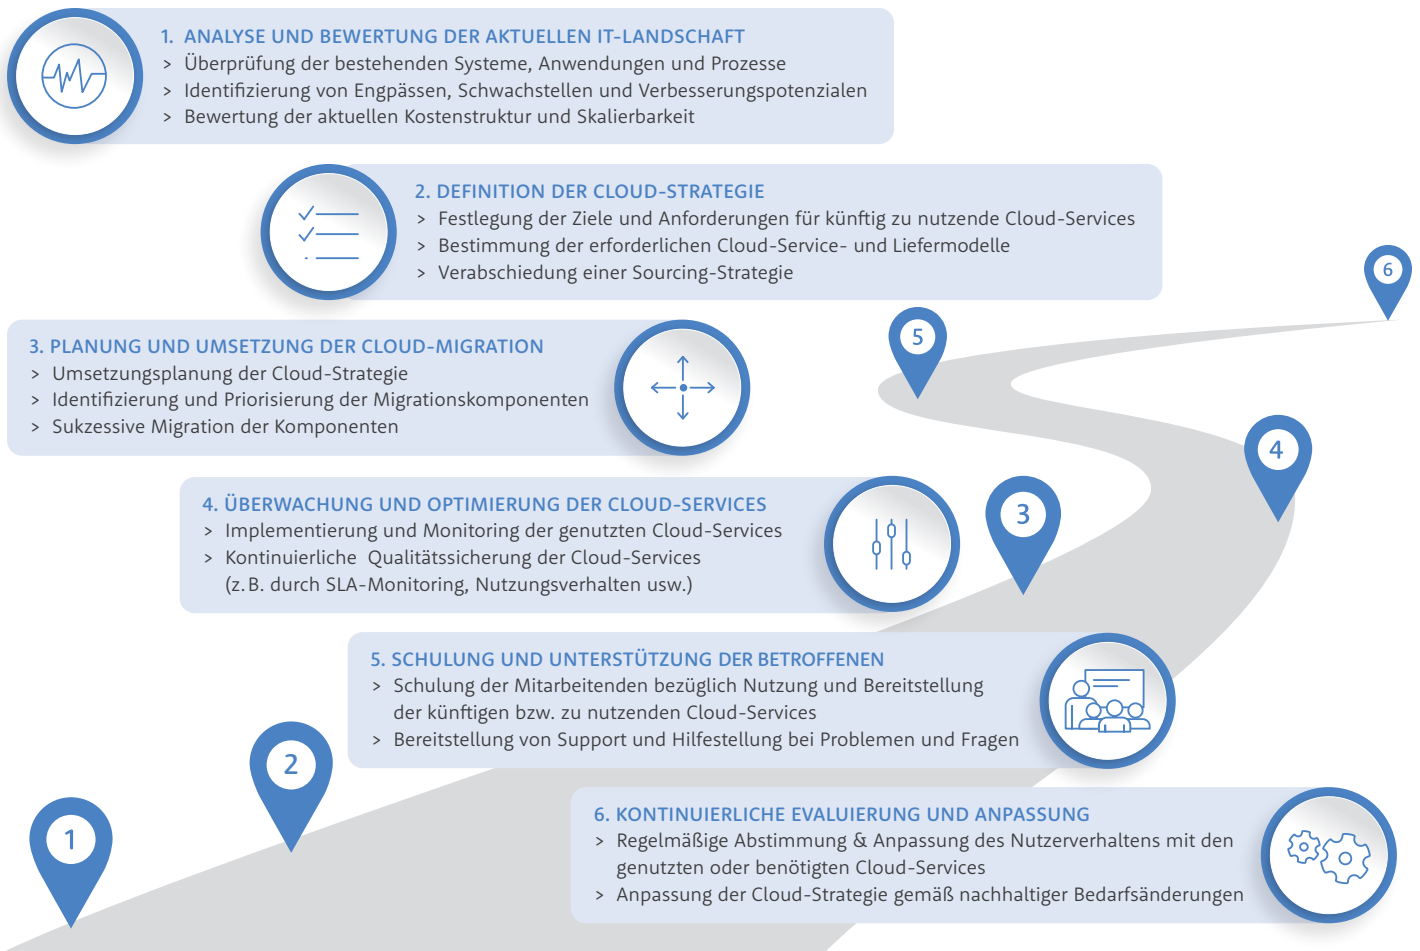 1. ANALYSE UND BEWERTUNG DER AKTUELLEN IT-LANDSCHAFT
> Überprüfung der bestehenden Systeme, Anwendungen und Prozesse
> Identifizierung von Engpässen, Schwachstellen und Verbesserungspotenzialen
> Bewertung der aktuellen Kostenstruktur und Skalierbarkeit
2. DEFINITION DER CLOUD-STRATEGIE
> Festlegung der Ziele und Anforderungen für künftig zu nutzende Cloud-Services
> Bestimmung der erforderlichen Cloud-Service- und Liefermodelle
> Verabschiedung einer Sourcing-Strategie
3. PLANUNG UND UMSETZUNG DER CLOUD-MIGRATION
> Umsetzungsplanung der Cloud-Strategie
> Identifizierung und Priorisierung der Migrationskomponenten
> Sukzessive Migration der Komponenten
4. ÜBERWACHUNG UND OPTIMIERUNG DER CLOUD-SERVICES
> Implementierung und Monitoring der genutzten Cloud-Services
> Kontinuierliche Qualitätssicherung der Cloud-Services
(z. B. durch SLA-Monitoring, Nutzungsverhalten usw.)
5. SCHULUNG UND UNTERSTÜTZUNG DER BETROFFENEN
> Schulung der Mitarbeitenden bezüglich Nutzung und Bereitstellung
der künftigen bzw. zu nutzenden Cloud-Services
> Bereitstellung von Support und Hilfestellung bei Problemen und Fragen
6. KONTINUIERLICHE EVALUIERUNG UND ANPASSUNG
> Regelmäßige Abstimmung & Anpassung des Nutzerverhaltens mit den
genutzten oder benötigten Cloud-Services
> Anpassung der Cloud-Strategie gemäß nachhaltiger Bedarfsänderungen
1
2
3
4
5
6